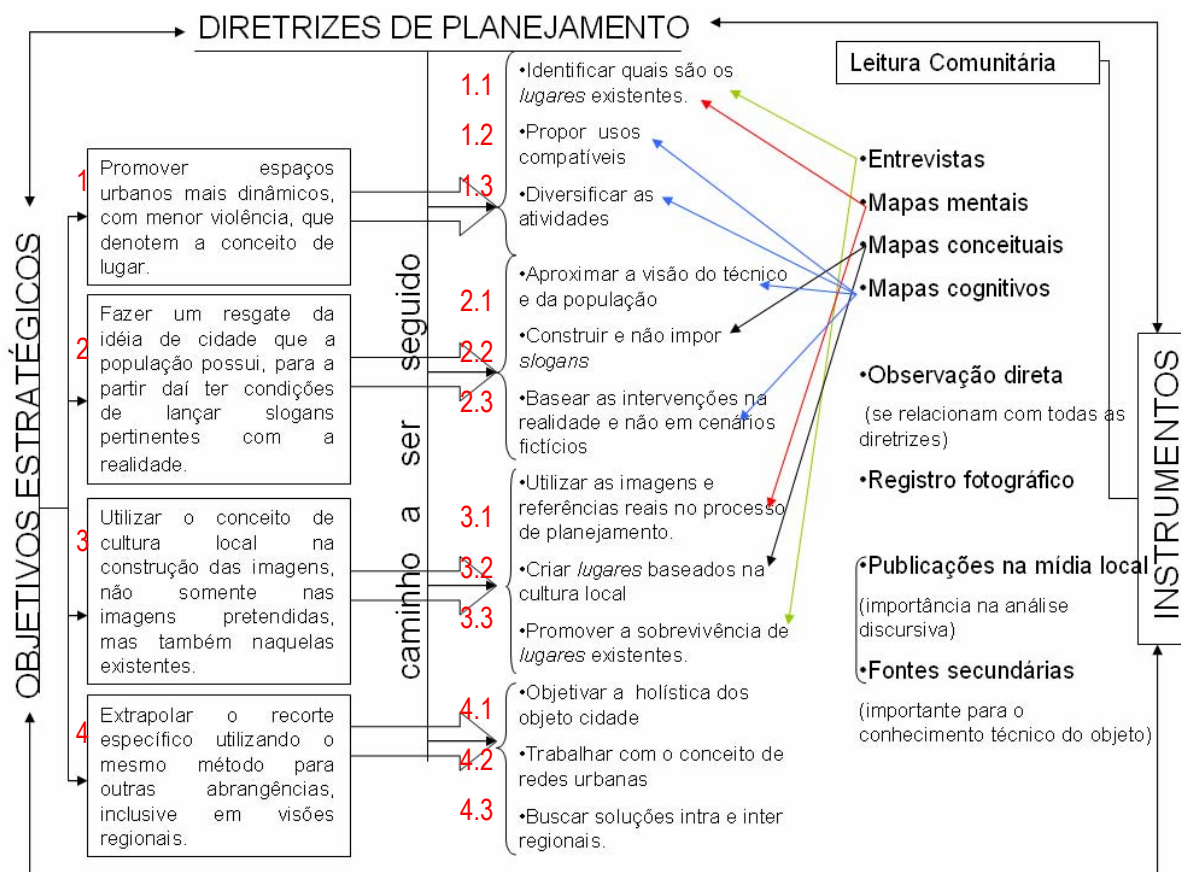 DIRETRIZES DE PLANEJAMENTO
OBJETIVOS ESTRATÉGICOS
1
Promover espaços
urbanos mais dinâmicos,
com menor violência, que
denotem a conceito de
lugar.
2
Fazer um resgate da
idéia de cidade que a
população possui, para a
partir daí ter condições
de lançar slogans
pertinentes com a
realidade.
3
Utilizar o conceito de
cultura local na
construção das imagens,
não somente nas
imagens pretendidas,
mas também naquelas
existentes.
4
Extrapolar o recorte
específico utilizando o
mesmo método para
outras abrangências,
inclusive em visões
regionais.
caminho a ser seguido
1.1
•Identificar quais são os
lugares existentes.
1.2
•Propor usos
compatíveis
1.3
•Diversificar as
atividades
2.1
•Aproximar a visão do técnico
e da população
2.2
•Construir e não impor
slogans
2.3
•Basear as intervenções na
realidade e não em cenários
fictícios
3.1
•Utilizar as imagens e
referências reais no processo
de planejamento.
3.2
•Criar lugares baseados na
cultura local
3.3
•Promover a sobrevivência de
lugares existentes.
4.1
•Objetivar a holística dos
objeto cidade
4.2
•Trabalhar com o conceito de
redes urbanas
4.3
•Buscar soluções intra e inter
regionais.
Leitura Comunitária
•Entrevistas
•Mapas mentais
•Mapas conceituais
•Mapas cognitivos
•Observação direta
(se relacionam com todas as
diretrizes)
•Registro fotográfico
•Publicações na mídia local
(importância na análise
discursiva)
•Fontes secundárias
(importante para o
conhecimento técnico do objeto)
INSTRUMENTOS